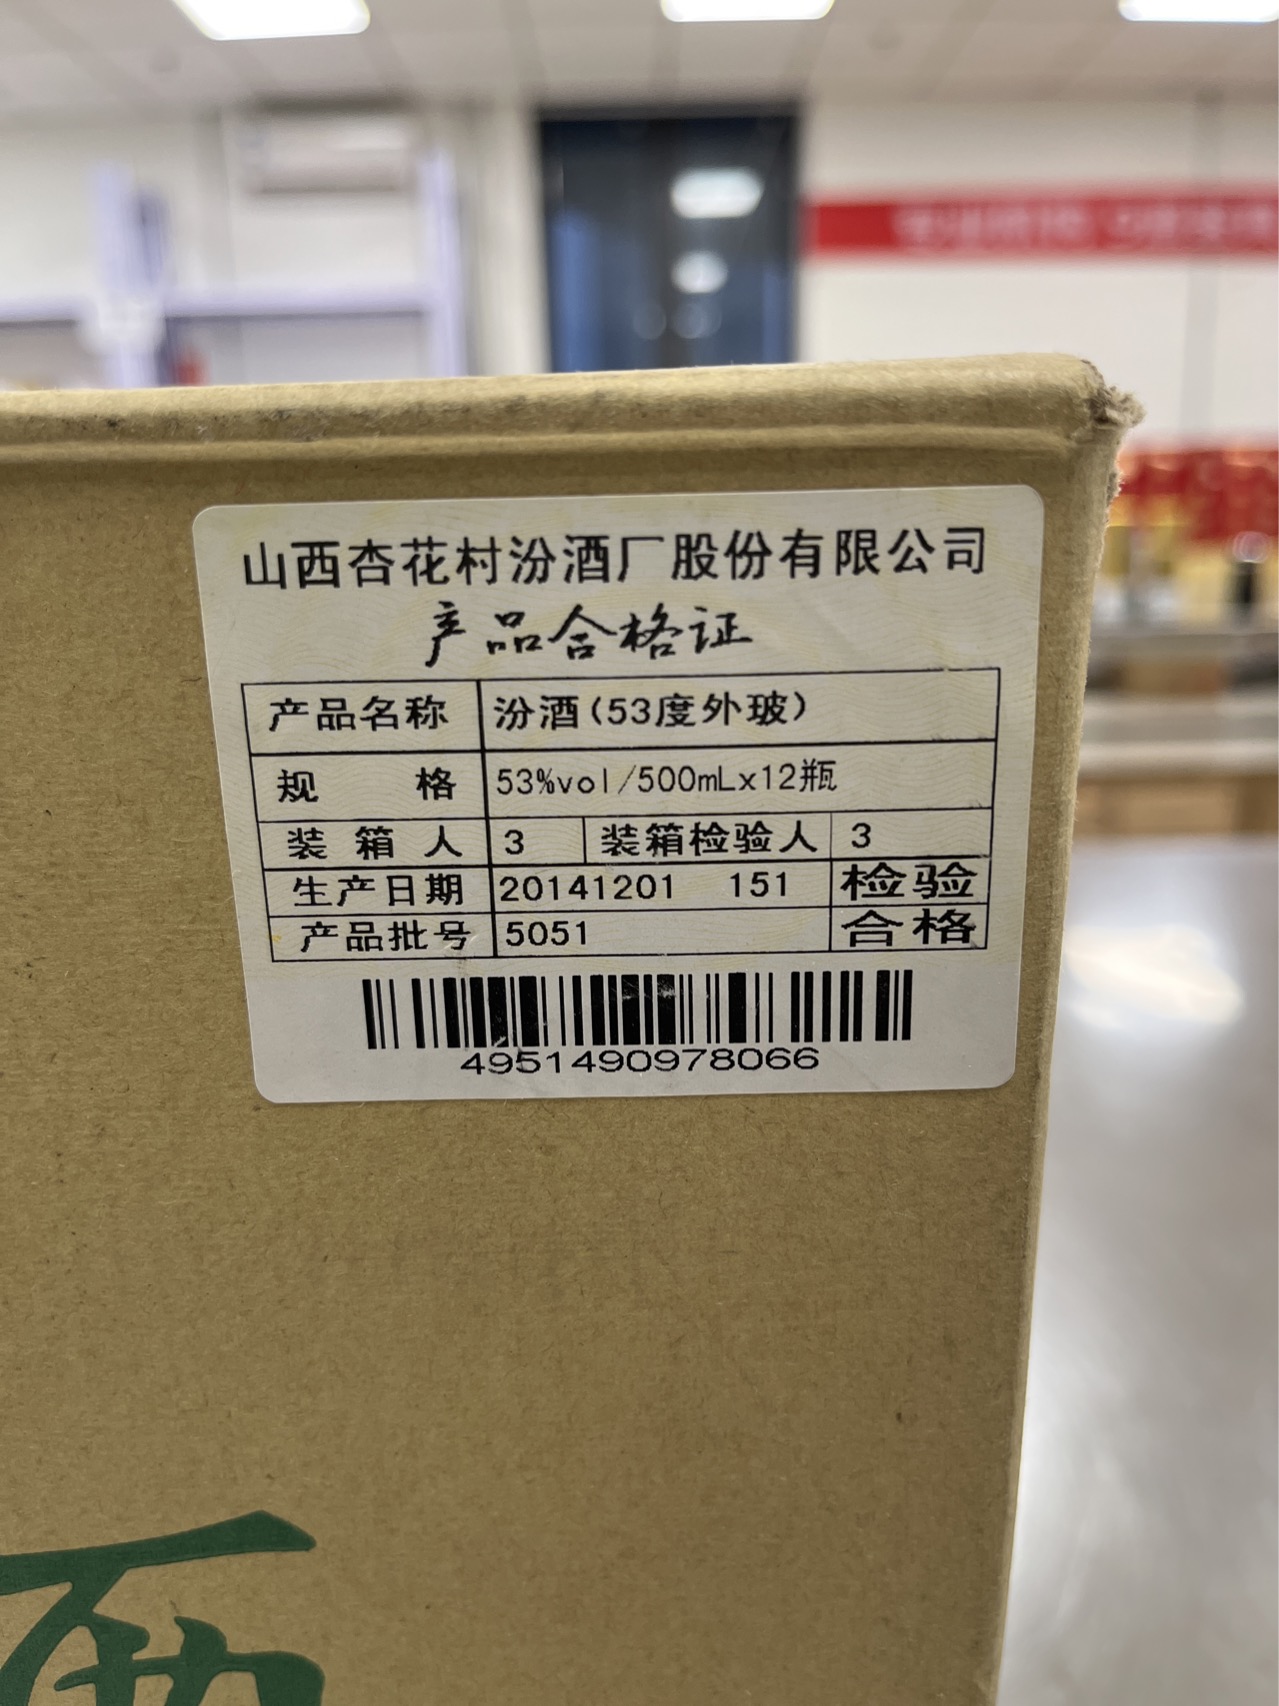 山西杏花村汾酒厂股份有限公司
产品合格证
产品名称 汾酒(53度外玻)
规 格 53%vol/500mLx12瓶
装 箱 人 3 装箱检验人 3
生产日期 20141201 151 检验
产品批号 5051 合格
4951490978066